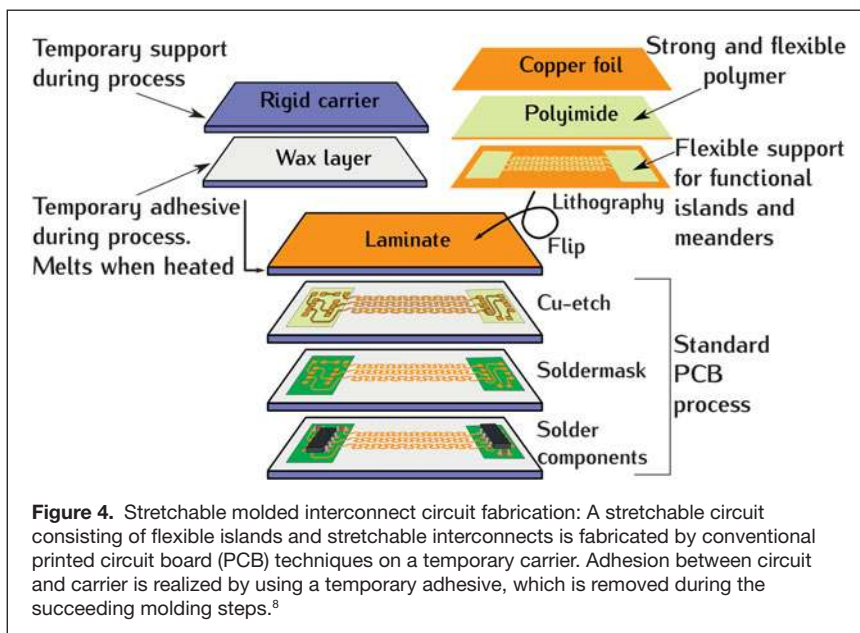 Temporary support
during process
Rigid carrier
Wax layer
Temporary adhesive
during process.
Melts when heated
Copper foil
Strong and flexible
polymer
Polyimide
Flexible support
for functional
islands and
meanders
Lithography
Flip
Laminate
Cu-etch
Soldermask
Solder
components
Standard
PCB
process
Figure 4. Stretchable molded interconnect circuit fabrication: A stretchable circuit
consisting of flexible islands and stretchable interconnects is fabricated by conventional
printed circuit board (PCB) techniques on a temporary carrier. Adhesion between circuit
and carrier is realized by using a temporary adhesive, which is removed during the
succeeding molding steps.⁸